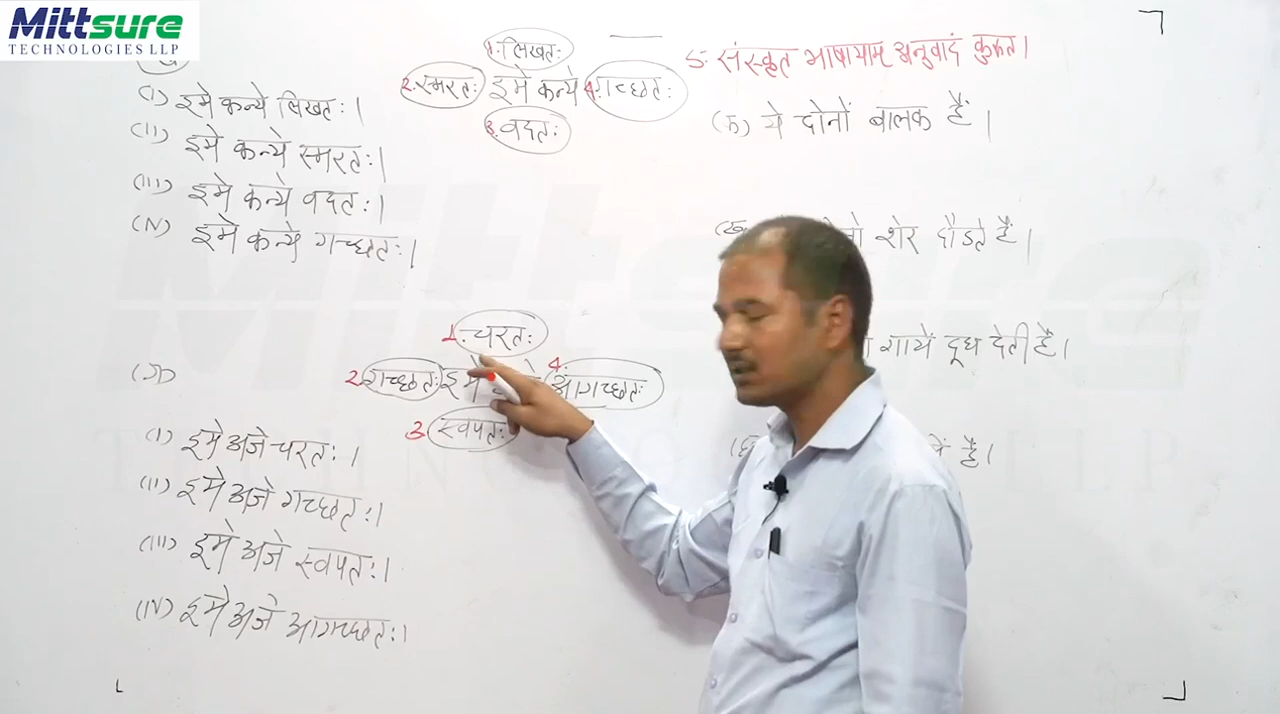 Mittsure
TECHNOLOGIES LLP
(i) इमे कन्ये लिखतः।
(ii) इमे कन्ये स्मरतः।
(iii) इमे कन्ये वदतः।
(iv) इमे कन्ये गच्छतः।
1. लिखतः
2. स्मरतः इमे कन्ये 4. गच्छतः
3. वदतः
1. चरतः
(ग) 2. गच्छतः इमे 4. आगच्छतः
3. स्वपतः
(i) इमे अजे चरतः।
(ii) इमे अजे गच्छतः।
(iii) इमे अजे स्वपतः।
(iv) इमे अजे आगच्छतः।
5. संस्कृत भाषायाम् अनुवादं कुरुत।
(क) ये दोनों बालक हैं।
शेर दौडते हैं।
गायें दूध देती हैं।
हैं।